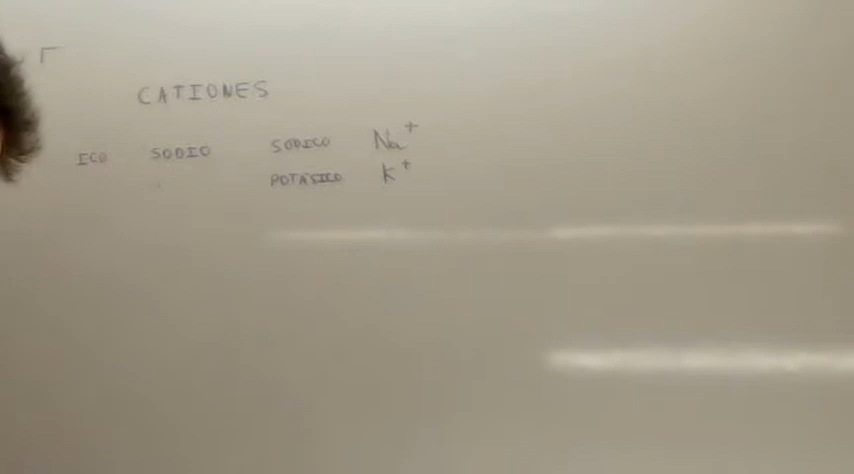 CATIONES
ICO SODIO SODICO Na+
POTASICO K+